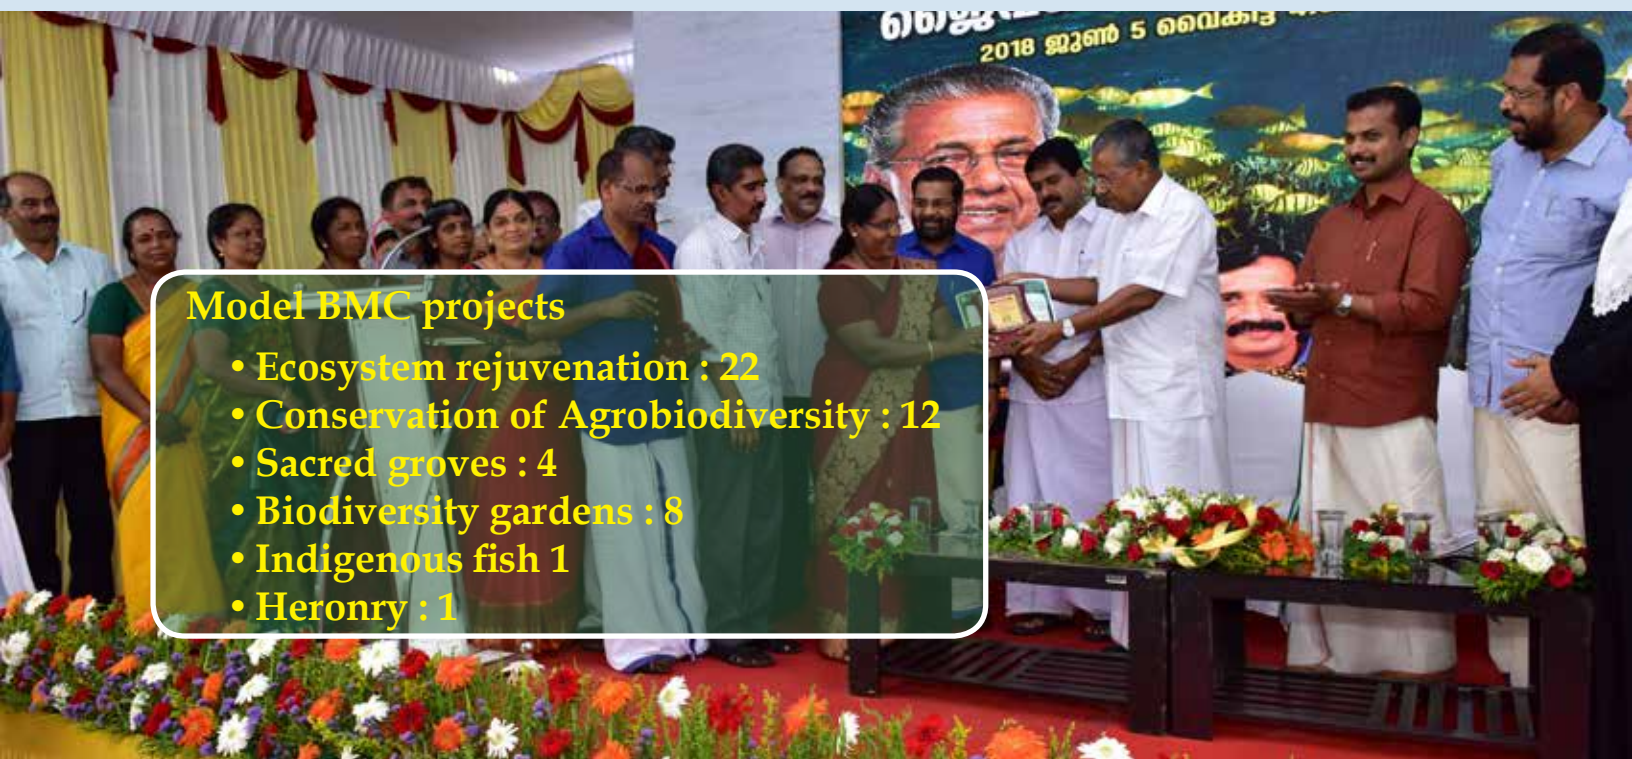 2018 ജൂൺ 5 വൈകിട്ട്
Model BMC projects
• Ecosystem rejuvenation : 22
• Conservation of Agrobiodiversity : 12
• Sacred groves : 4
• Biodiversity gardens : 8
• Indigenous fish 1
• Heronry : 1